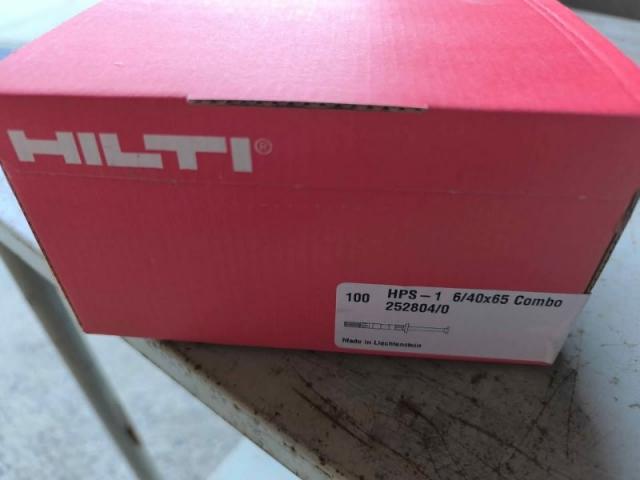 HILTI®
100 HPS-1 6/40x65 Combo
252804/0
Made in Liechtenstein